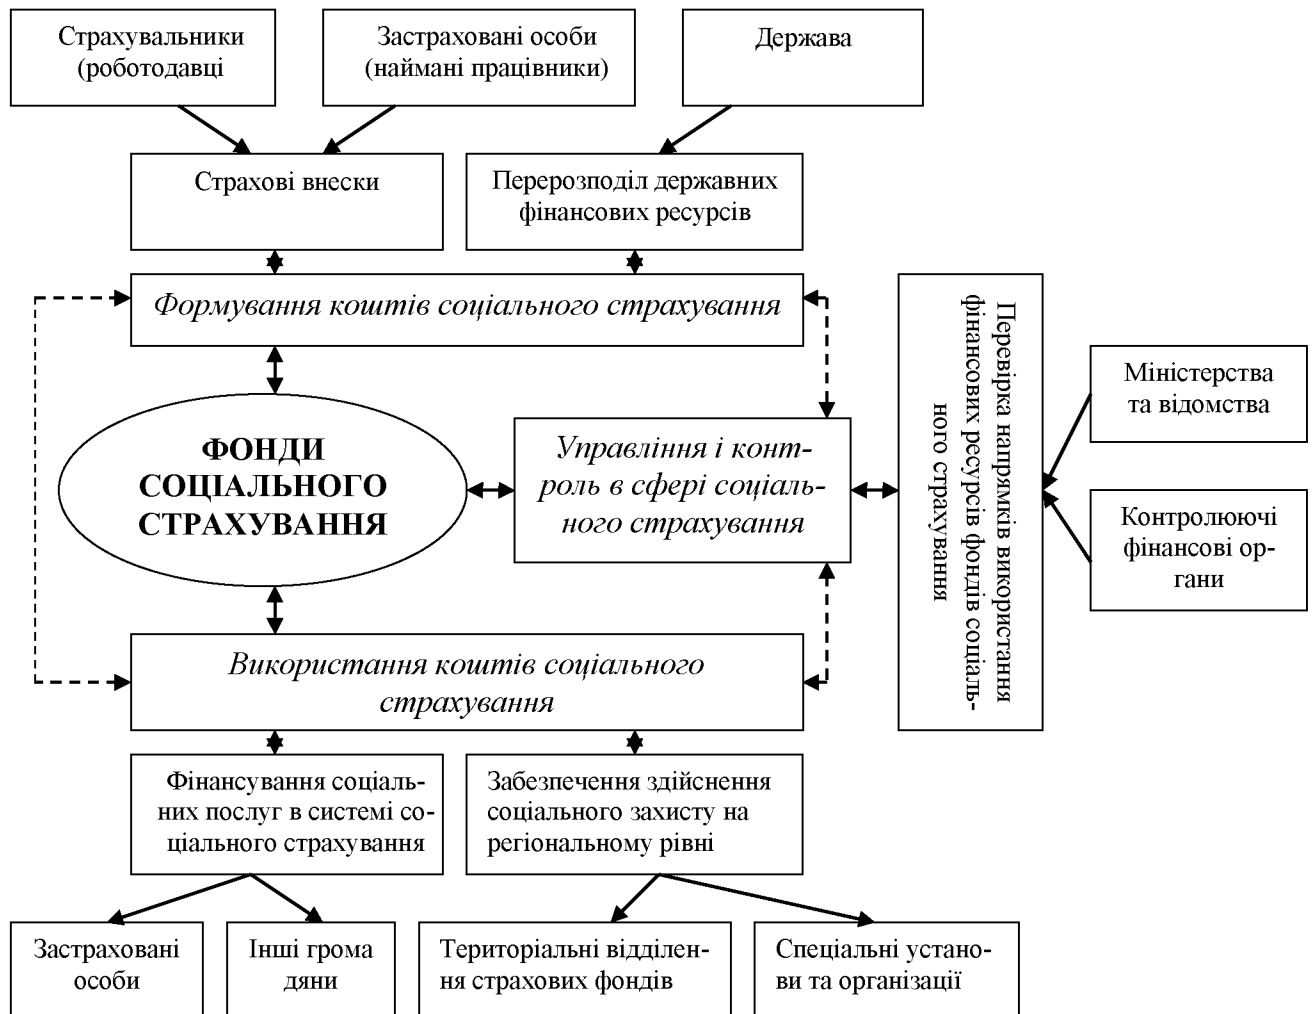 Страхувальники
(роботодавці
Застраховані особи
(наймані працівники)
Держава
Страхові внески
Перерозподіл державних
фінансових ресурсів
Формування коштів соціального страхування
ФОНДИ
СОЦІАЛЬНОГО
СТРАХУВАННЯ
Управління і конт-
роль в сфері соціаль-
ного страхування
Перевірка напрямків використання
фінансових ресурсів фондів соціаль-
ного страхування
Міністерства
та відомства
Контролюючі
фінансові ор-
гани
Використання коштів соціального
страхування
Фінансування соціаль-
них послуг в системі со-
ціального страхування
Забезпечення здійснення
соціального захисту на
регіональному рівні
Застраховані
особи
Інші грома
дяни
Територіальні відділен-
ня страхових фондів
Спеціальні устано-
ви та організації